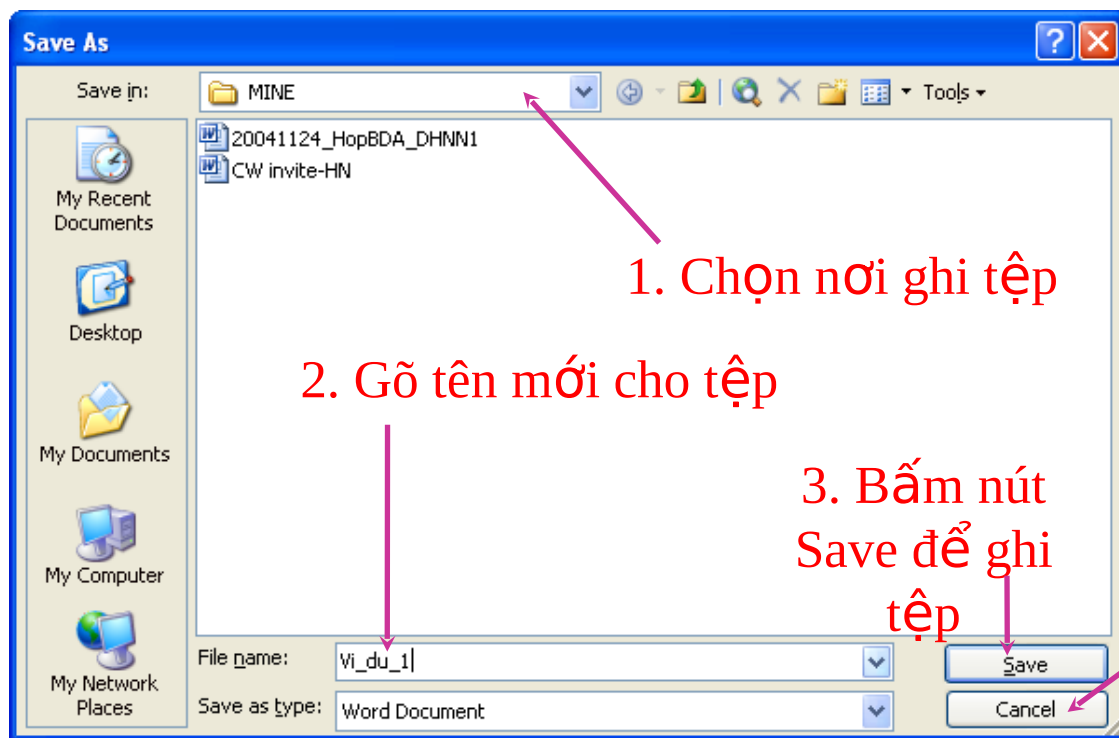 Save As
Save in:
MINE
Tools
20041124_HopBDA_DHNN1
CW invite-HN
My Recent
Documents
Desktop
My Documents
My Computer
My Network
Places
1. Chọn nơi ghi tệp
2. Gõ tên mới cho tệp
3. Bấm nút
Save để ghi
tệp
File name:
Vi_du_1
Save
Save as type:
Word Document
Cancel